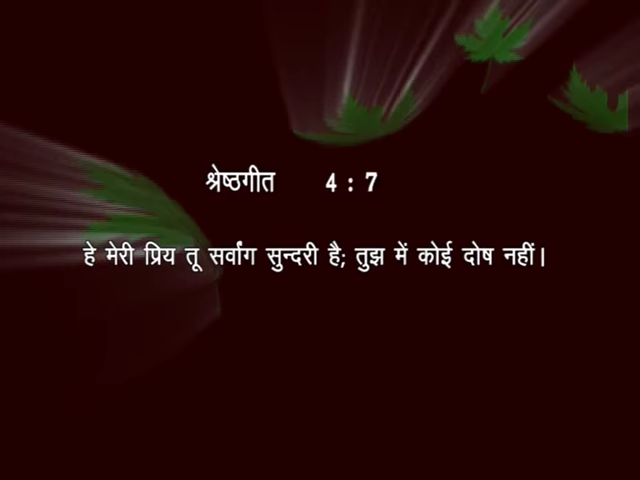 श्रेष्ठगीत 4 : 7
हे मेरी प्रिय तू सर्वांग सुन्दरी है; तुझ में कोई दोष नहीं।